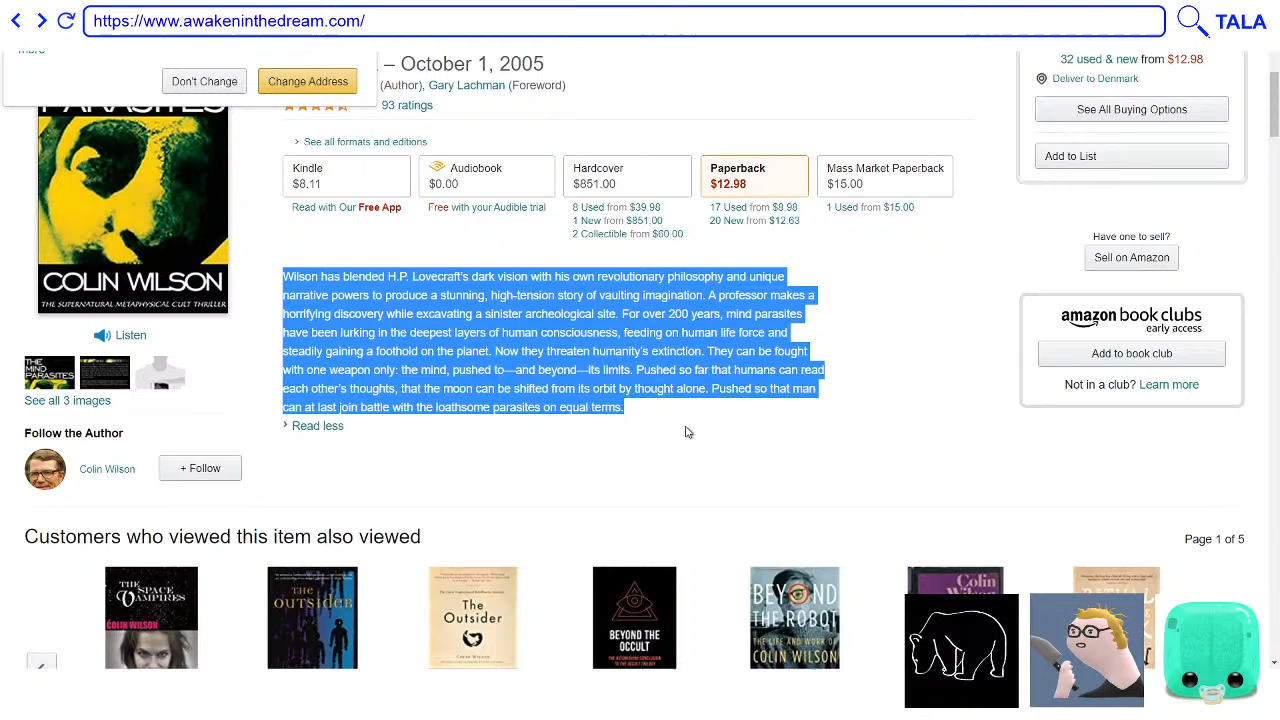 https://www.awakeninthedream.com/
TALA
more
Don't Change
Change Address
– October 1, 2005
(Author), Gary Lachman (Foreword)
93 ratings
32 used & new from $12.98
Deliver to Denmark
See All Buying Options
Add to List
PARASITES
COLIN WILSON
THE SUPERNATURAL METAPHYSICAL CULT THRILLER
See all formats and editions
Kindle
$8.11
Read with Our Free App
Audiobook
$0.00
Free with your Audible trial
Hardcover
$851.00
8 Used from $39.98
1 New from $851.00
2 Collectible from $60.00
Paperback
$12.98
17 Used from $8.98
20 New from $12.63
Mass Market Paperback
$15.00
1 Used from $15.00
Have one to sell?
Sell on Amazon
Wilson has blended H.P. Lovecraft's dark vision with his own revolutionary philosophy and unique
narrative powers to produce a stunning, high-tension story of vaulting imagination. A professor makes a
horrifying discovery while excavating a sinister archeological site. For over 200 years, mind parasites
have been lurking in the deepest layers of human consciousness, feeding on human life force and
steadily gaining a foothold on the planet. Now they threaten humanity's extinction. They can be fought
with one weapon only: the mind, pushed to—and beyond—its limits. Pushed so far that humans can read
each other's thoughts, that the moon can be shifted from its orbit by thought alone. Pushed so that man
can at last join battle with the loathsome parasites on equal terms.
Read less
Listen
THE
MIND
PARASITES
See all 3 images
Follow the Author
Colin Wilson
+ Follow
amazon book clubs
early access
Add to book club
Not in a club? Learn more
Customers who viewed this item also viewed
Page 1 of 5
THE
SPACE
VAMPIRES
COLIN WILSON
THE
OUTSIDER
The
Outsider
COLIN WILSON
BEYOND THE
OCCULT
BEYOND
THE ROBOT
THE LIFE AND WORK OF
COLIN WILSON
Colin
Wilson
RITUAL